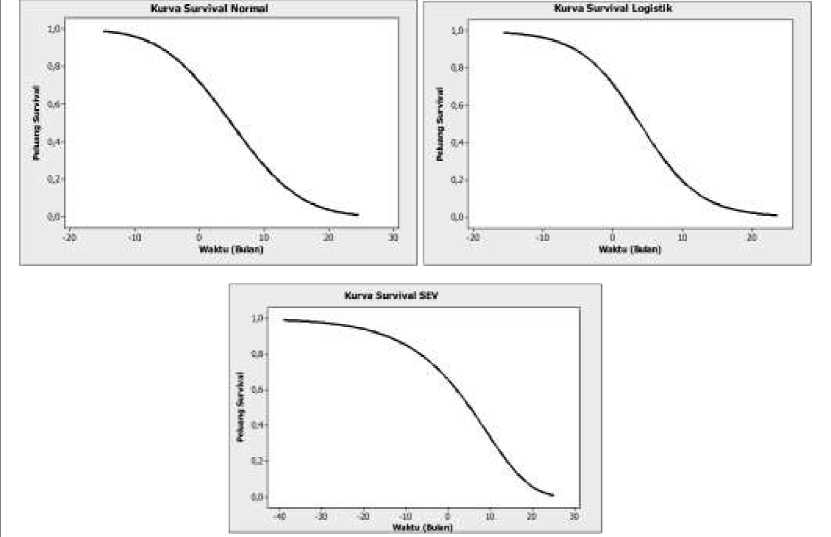 Kurva Survival Normal
1,0
0,8
0,6
0,4
0,2
0,0
Peluang Survival
-20 -10 0 10 20 30
Waktu (Bulan)
Kurva Survival Logistik
1,0
0,8
0,6
0,4
0,2
0,0
Peluang Survival
-20 -10 0 10 20
Waktu (Bulan)
Kurva Survival SEV
1,0
0,8
0,6
0,4
0,2
0,0
Peluang Survival
-40 -30 -20 -10 0 10 20 30
Waktu (Bulan)